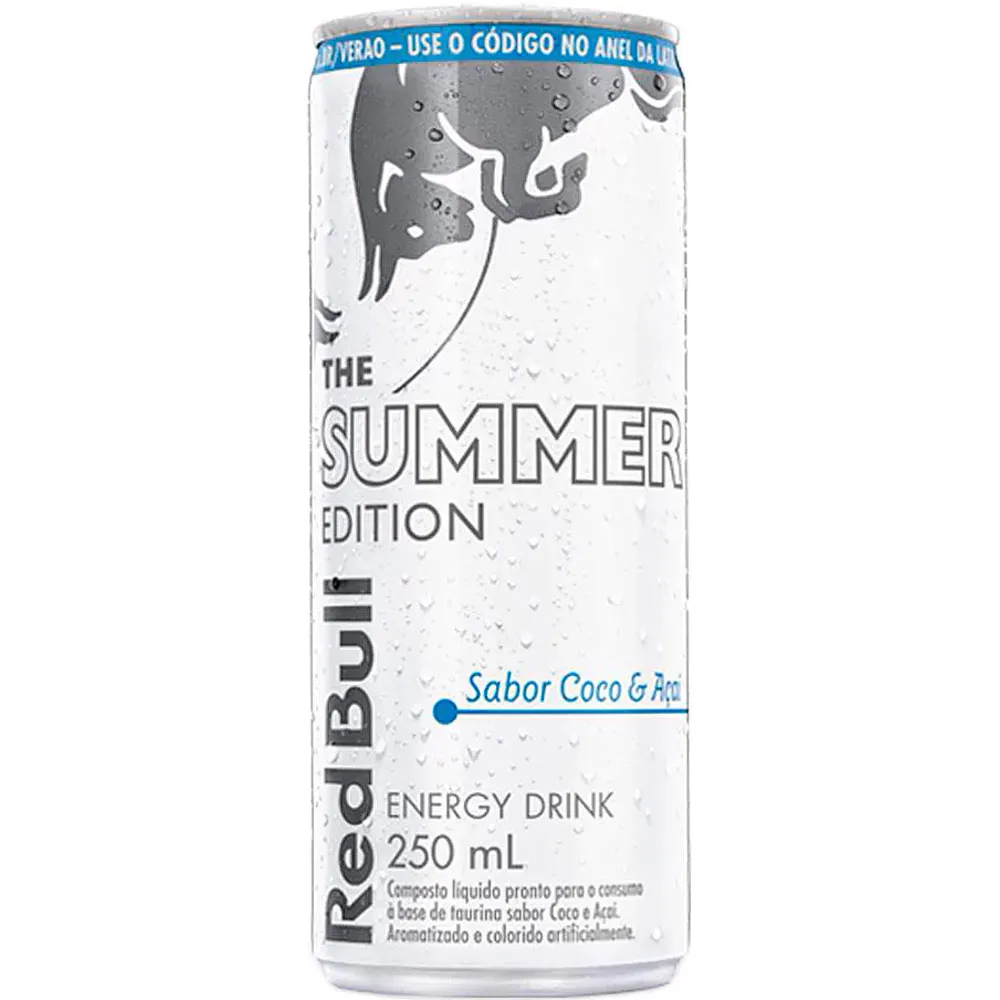 /VERAO – USE O CÓDIGO NO ANEL DA
THE
SUMMER
EDITION
Red Bull
Sabor Coco & Açaí
ENERGY DRINK
250 mL
Composto líquido pronto para o consumo
à base de taurina sabor Coco e Açaí.
Aromatizado e colorido artificialmente.